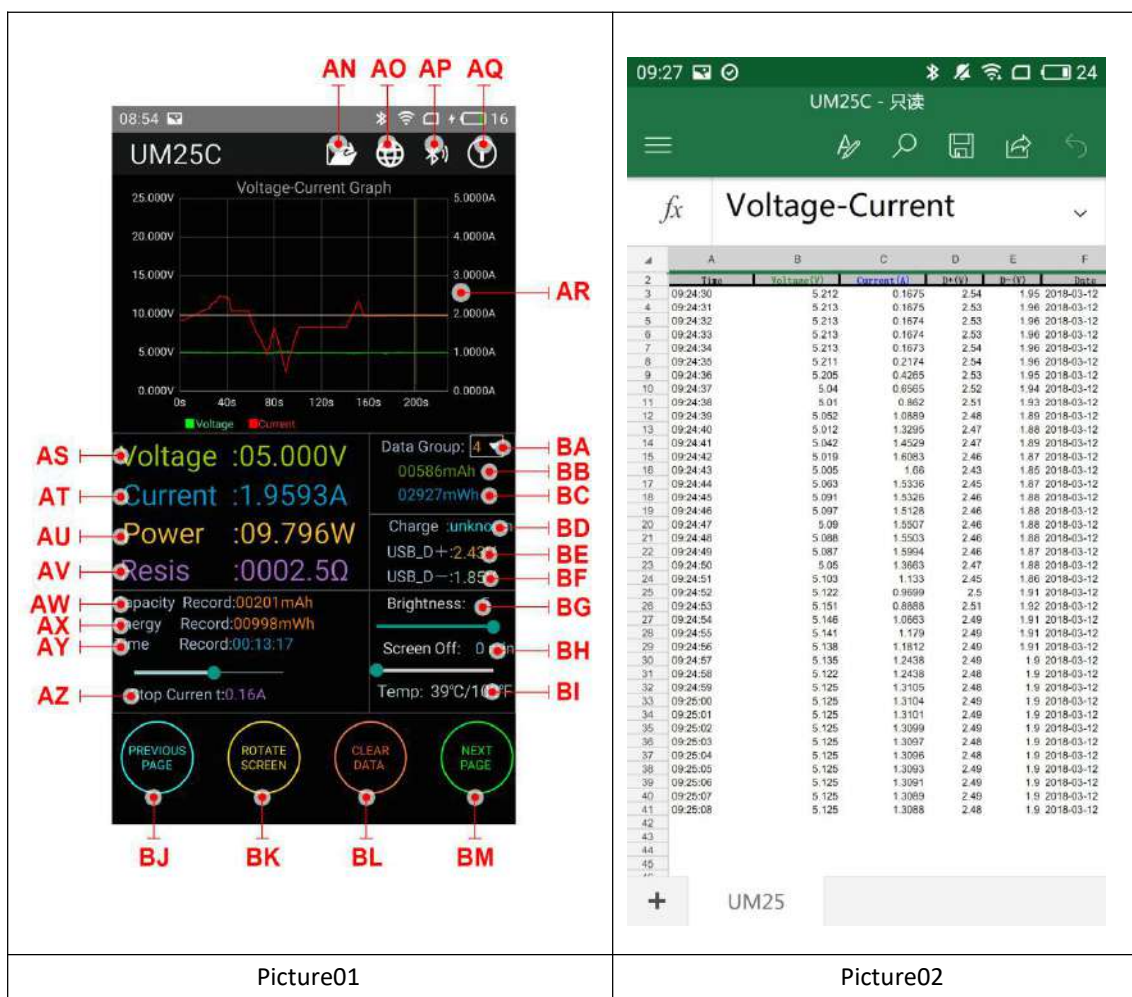 AN AO AP AQ
08:54 16
UM25C
Voltage-Current Graph
25.000V 5.0000A
20.000V 4.0000A
15.000V 3.0000A
AR
10.000V 2.0000A
5.000V 1.0000A
0.000V 0.0000A
0s 40s 80s 120s 160s 200s
Voltage Current
AS Voltage :05.000V
AT Current :1.9593A
AU Power :09.796W
AV Resis :0002.5Ω
AW Capacity Record:00201mAh
AX Energy Record:00998mWh
AY Time Record:00:13:17
AZ Stop Curren t:0.16A
Data Group: 4 BA
00586mAh BB
02927mWh BC
Charge :unknown BD
USB_D+:2.43V BE
USB_D-:1.85V BF
Brightness: BG
Screen Off: 0 min BH
Temp: 39℃/10 ℉ BI
PREVIOUS PAGE
ROTATE SCREEN
CLEAR DATA
NEXT PAGE
BJ BK BL BM
Picture01
09:27 24
UM25C - 只读
fx Voltage-Current
A B C D E F
2 Time Voltage(V) Current(A) D+(V) D-(V) Date
3 09:24:30 5.212 0.1675 2.54 1.95 2018-03-12
4 09:24:31 5.213 0.1675 2.53 1.96 2018-03-12
5 09:24:32 5.213 0.1674 2.53 1.96 2018-03-12
6 09:24:33 5.213 0.1674 2.53 1.96 2018-03-12
7 09:24:34 5.213 0.1673 2.54 1.96 2018-03-12
8 09:24:35 5.211 0.2174 2.54 1.96 2018-03-12
9 09:24:36 5.205 0.4265 2.53 1.95 2018-03-12
10 09:24:37 5.04 0.6565 2.52 1.94 2018-03-12
11 09:24:38 5.01 0.862 2.51 1.93 2018-03-12
12 09:24:39 5.052 1.0889 2.48 1.89 2018-03-12
13 09:24:40 5.012 1.3295 2.47 1.88 2018-03-12
14 09:24:41 5.042 1.4529 2.47 1.89 2018-03-12
15 09:24:42 5.019 1.6083 2.46 1.87 2018-03-12
16 09:24:43 5.005 1.66 2.43 1.85 2018-03-12
17 09:24:44 5.063 1.5336 2.45 1.87 2018-03-12
18 09:24:45 5.091 1.5326 2.46 1.88 2018-03-12
19 09:24:46 5.097 1.5128 2.46 1.88 2018-03-12
20 09:24:47 5.09 1.5507 2.46 1.88 2018-03-12
21 09:24:48 5.088 1.5503 2.46 1.88 2018-03-12
22 09:24:49 5.087 1.5994 2.46 1.87 2018-03-12
23 09:24:50 5.05 1.3663 2.47 1.88 2018-03-12
24 09:24:51 5.103 1.133 2.45 1.86 2018-03-12
25 09:24:52 5.122 0.9699 2.5 1.91 2018-03-12
26 09:24:53 5.151 0.8888 2.51 1.92 2018-03-12
27 09:24:54 5.146 1.0663 2.49 1.91 2018-03-12
28 09:24:55 5.141 1.179 2.49 1.91 2018-03-12
29 09:24:56 5.138 1.1812 2.49 1.91 2018-03-12
30 09:24:57 5.135 1.2438 2.49 1.9 2018-03-12
31 09:24:58 5.122 1.2438 2.48 1.9 2018-03-12
32 09:24:59 5.125 1.3105 2.48 1.9 2018-03-12
33 09:25:00 5.125 1.3104 2.49 1.9 2018-03-12
34 09:25:01 5.125 1.3101 2.49 1.9 2018-03-12
35 09:25:02 5.125 1.3099 2.49 1.9 2018-03-12
36 09:25:03 5.125 1.3097 2.48 1.9 2018-03-12
37 09:25:04 5.125 1.3096 2.48 1.9 2018-03-12
38 09:25:05 5.125 1.3093 2.49 1.9 2018-03-12
39 09:25:06 5.125 1.3091 2.49 1.9 2018-03-12
40 09:25:07 5.125 1.3089 2.49 1.9 2018-03-12
41 09:25:08 5.125 1.3088 2.48 1.9 2018-03-12
42
43
44
45
+ UM25
Picture02